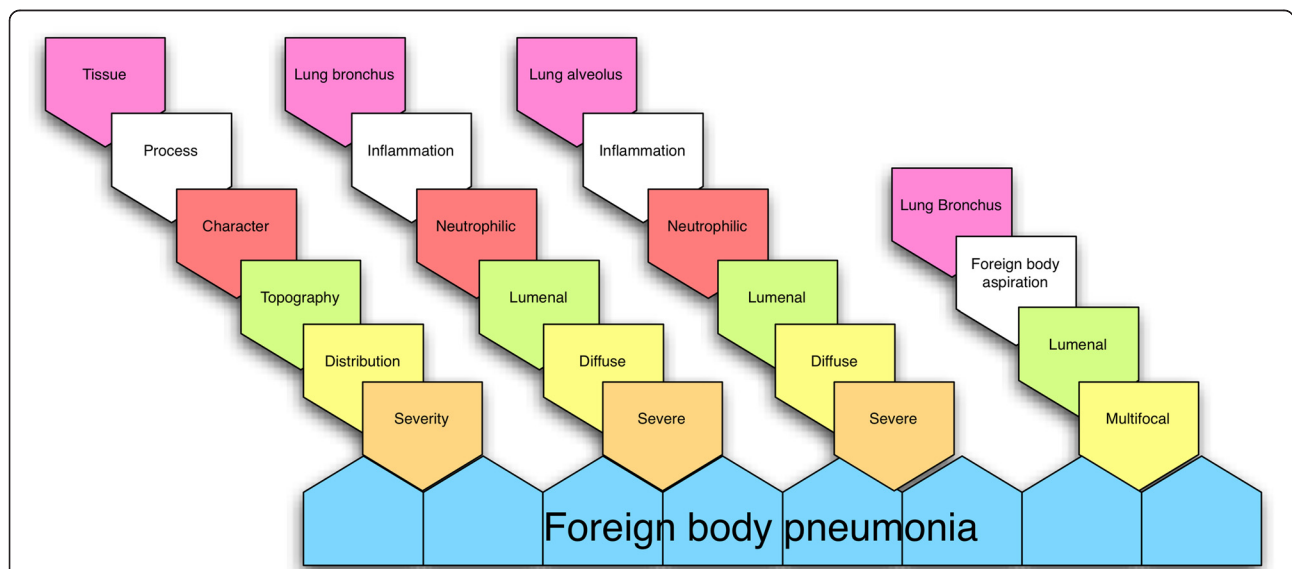 Tissue
Process
Character
Topography
Distribution
Severity
Lung bronchus
Inflammation
Neutrophilic
Lumenal
Diffuse
Severe
Lung alveolus
Inflammation
Neutrophilic
Lumenal
Diffuse
Severe
Lung Bronchus
Foreign body
aspiration
Lumenal
Multifocal
Foreign body pneumonia